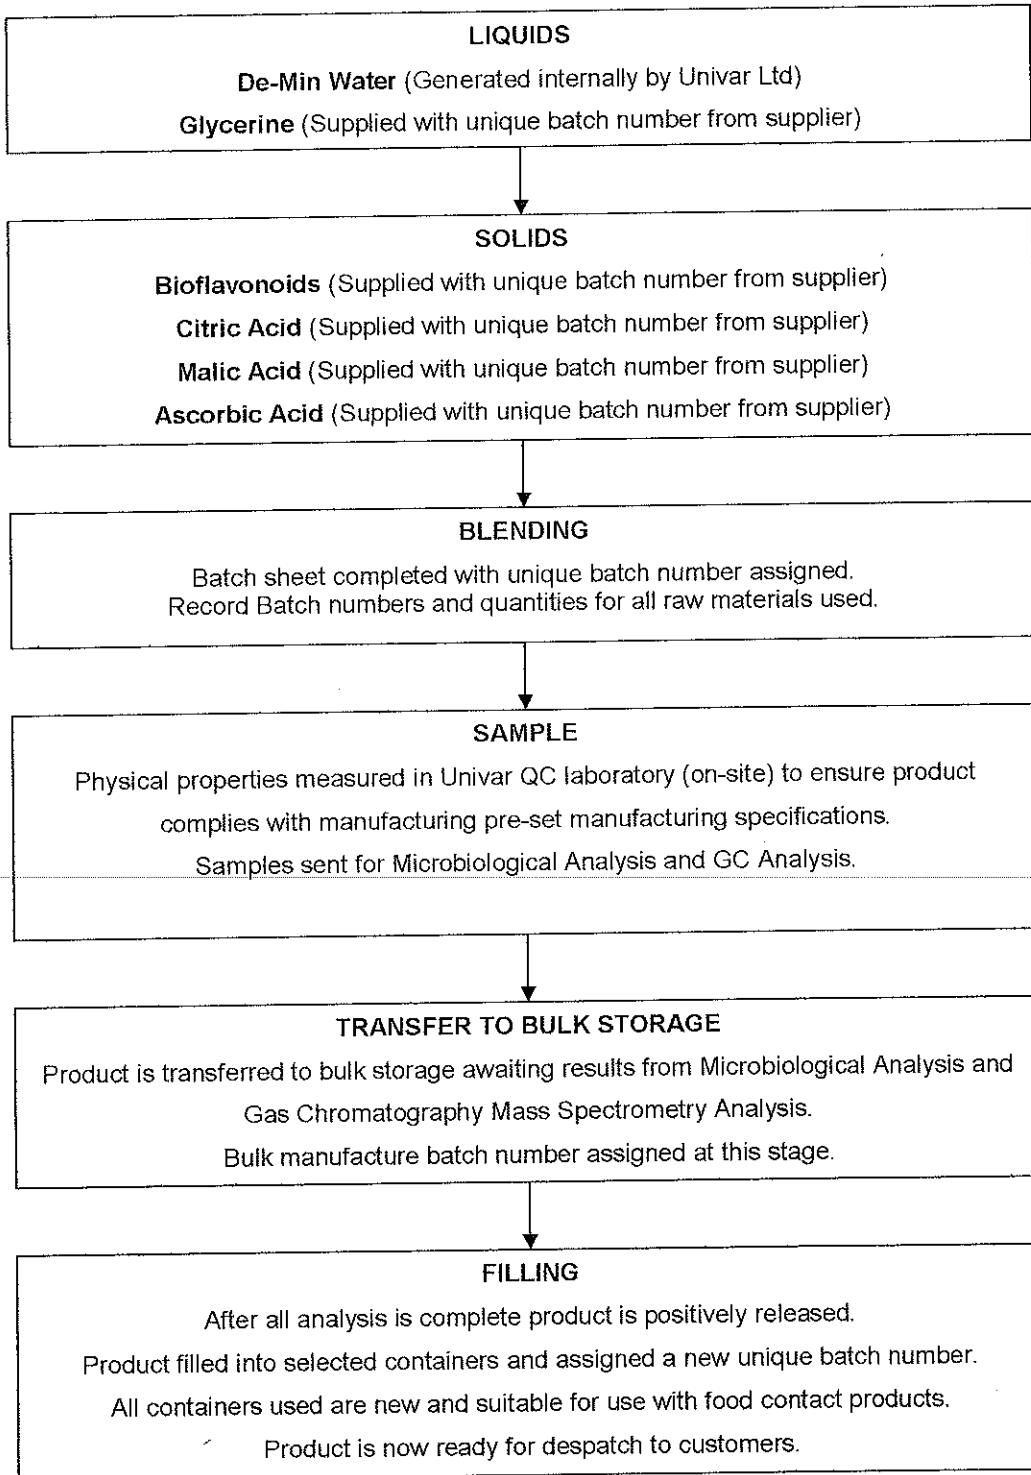 LIQUIDS
De-Min Water (Generated internally by Univar Ltd)
Glycerine (Supplied with unique batch number from supplier)
SOLIDS
Bioflavonoids (Supplied with unique batch number from supplier)
Citric Acid (Supplied with unique batch number from supplier)
Malic Acid (Supplied with unique batch number from supplier)
Ascorbic Acid (Supplied with unique batch number from supplier)
BLENDING
Batch sheet completed with unique batch number assigned.
Record Batch numbers and quantities for all raw materials used.
SAMPLE
Physical properties measured in Univar QC laboratory (on-site) to ensure product
complies with manufacturing pre-set manufacturing specifications.
Samples sent for Microbiological Analysis and GC Analysis.
TRANSFER TO BULK STORAGE
Product is transferred to bulk storage awaiting results from Microbiological Analysis and
Gas Chromatography Mass Spectrometry Analysis.
Bulk manufacture batch number assigned at this stage.
FILLING
After all analysis is complete product is positively released.
Product filled into selected containers and assigned a new unique batch number.
All containers used are new and suitable for use with food contact products.
Product is now ready for despatch to customers.